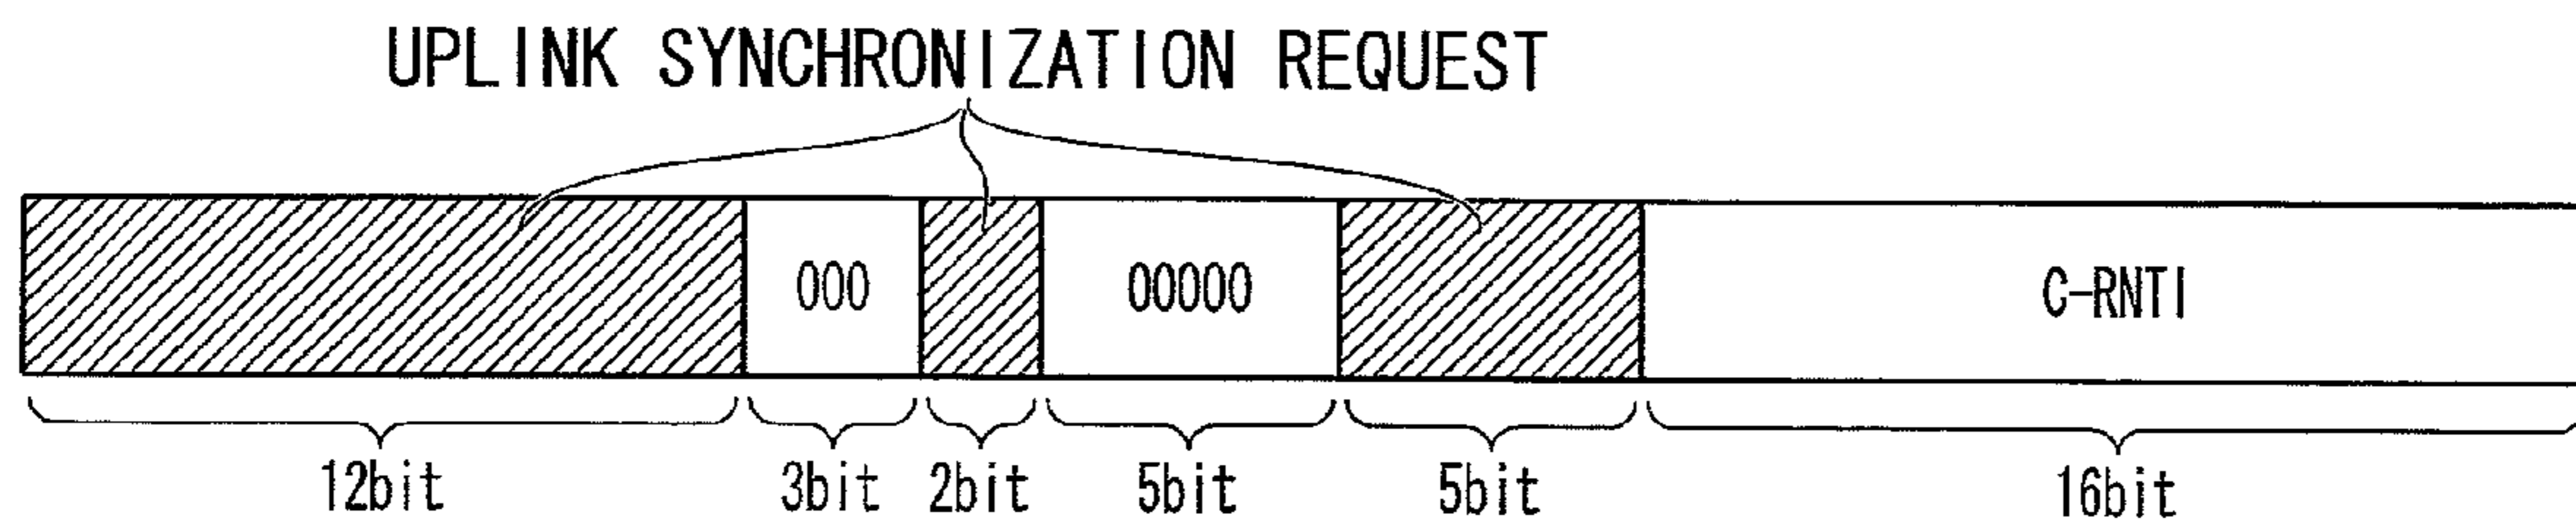 UPLINK SYNCHRONIZATION REQUEST
000 00000 C-RNTI
12bit 3bit 2bit 5bit 5bit 16bit